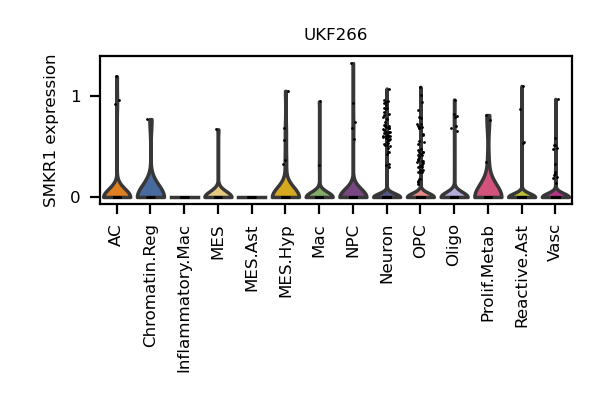 UKF266
SMKR1 expression
1
0
AC
Chromatin.Reg
Inflammatory.Mac
MES
MES.Ast
MES.Hyp
Mac
NPC
Neuron
OPC
Oligo
Prolif.Metab
Reactive.Ast
Vasc